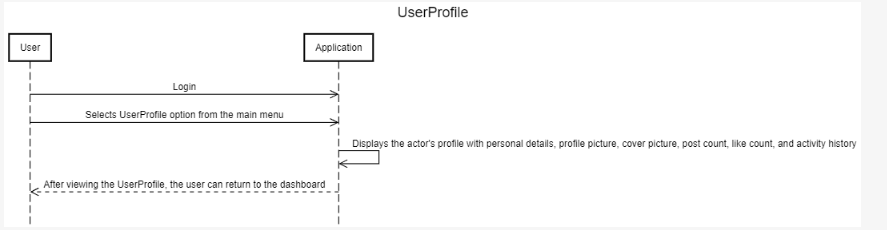 UserProfile
User
Application
Login
Selects UserProfile option from the main menu
Displays the actor's profile with personal details, profile picture, cover picture, post count, like count, and activity history
After viewing the UserProfile, the user can return to the dashboard